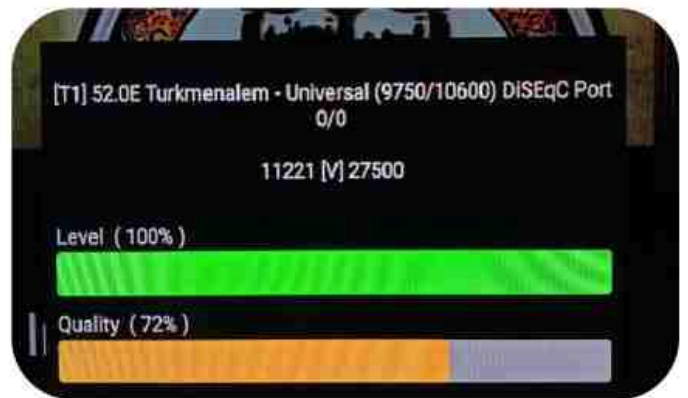 [T1] 52.0E Turkmenalem - Universal (9750/10600) DiSEqC Port
0/0
11221 [V] 27500
Level ( 100% )
Quality ( 72% )